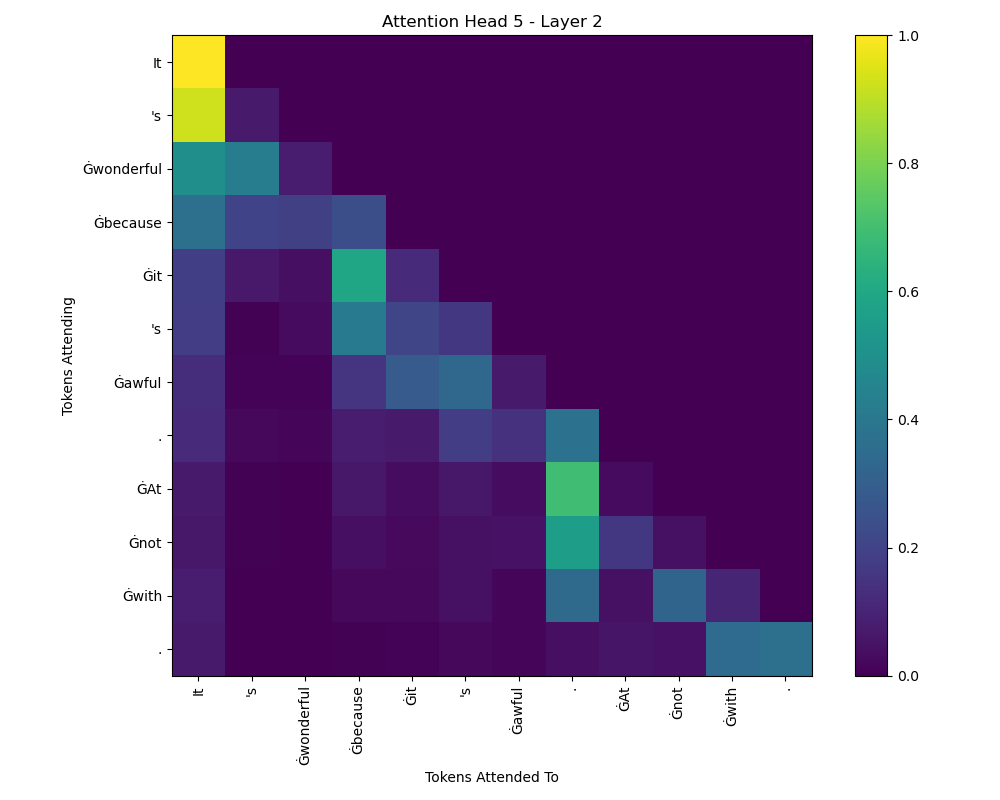 Attention Head 5 - Layer 2
It
's
Ġwonderful
Ġbecause
Ġit
's
Ġawful
.
ĠAt
Ġnot
Ġwith
.
Tokens Attending
It
's
Ġwonderful
Ġbecause
Ġit
's
Ġawful
.
ĠAt
Ġnot
Ġwith
.
Tokens Attended To
1.0
0.8
0.6
0.4
0.2
0.0